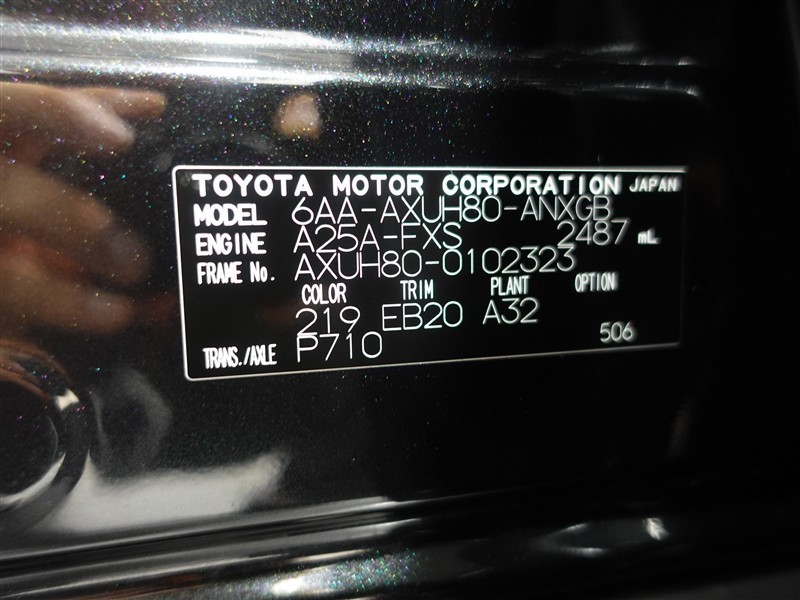 TOYOTA MOTOR CORPORATION JAPAN
MODEL 6AA-AXUH80-ANXGB
ENGINE A25A-FXS 2487 mL
FRAME No. AXUH80-0102323
COLOR TRIM PLANT OPTION
219 EB20 A32
TRANS./AXLE P710 506